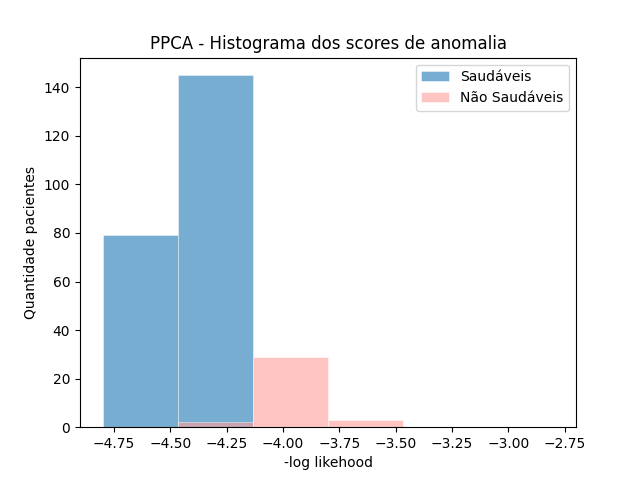 PPCA - Histograma dos scores de anomalia
Saudáveis
Não Saudáveis
Quantidade pacientes
140
120
100
80
60
40
20
0
−4.75 −4.50 −4.25 −4.00 −3.75 −3.50 −3.25 −3.00 −2.75
-log likehood